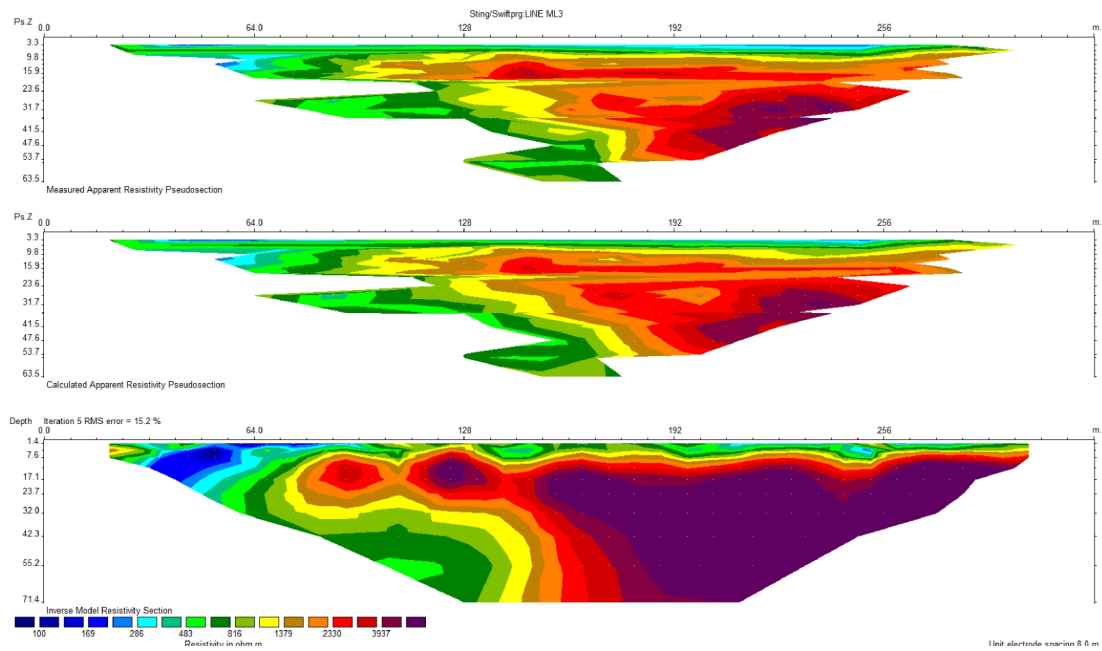 Sting/Swiftprg:LINE ML3
Ps.Z 0.0 64.0 128 192 256 m.
3.3
9.8
15.9
23.6
31.7
41.5
47.6
53.7
63.5
Measured Apparent Resistivity Pseudosection
Ps.Z 0.0 64.0 128 192 256 m.
3.3
9.8
15.9
23.6
31.7
41.5
47.6
53.7
63.5
Calculated Apparent Resistivity Pseudosection
Depth Iteration 5 RMS error = 15.2 %
0.0 64.0 128 192 256 m.
1.4
7.6
17.1
23.7
32.0
42.3
55.2
71.4
Inverse Model Resistivity Section
100 169 286 483 816 1379 2330 3937
Resistivity in ohm.m
Unit electrode spacing 8.0 m.